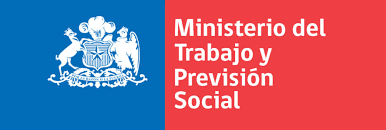 Ministerio del
Trabajo y
Previsión
Social